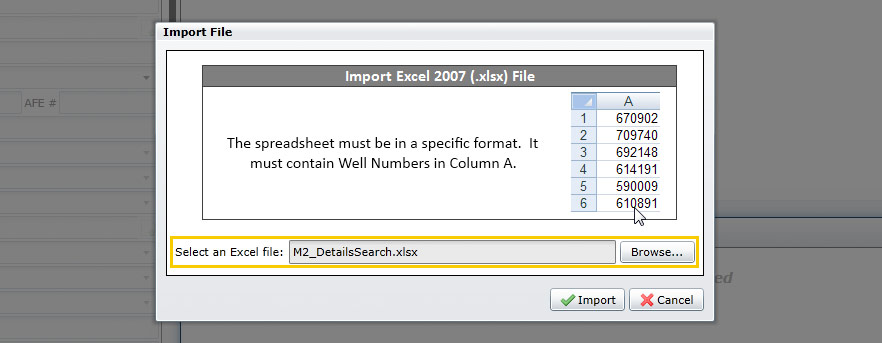 Import File
Import Excel 2007 (.xlsx) File
The spreadsheet must be in a specific format. It
must contain Well Numbers in Column A.
A
1 670902
2 709740
3 692148
4 614191
5 590009
6 610891
AFE #
Select an Excel file: M2_DetailsSearch.xlsx Browse...
ed
Import Cancel